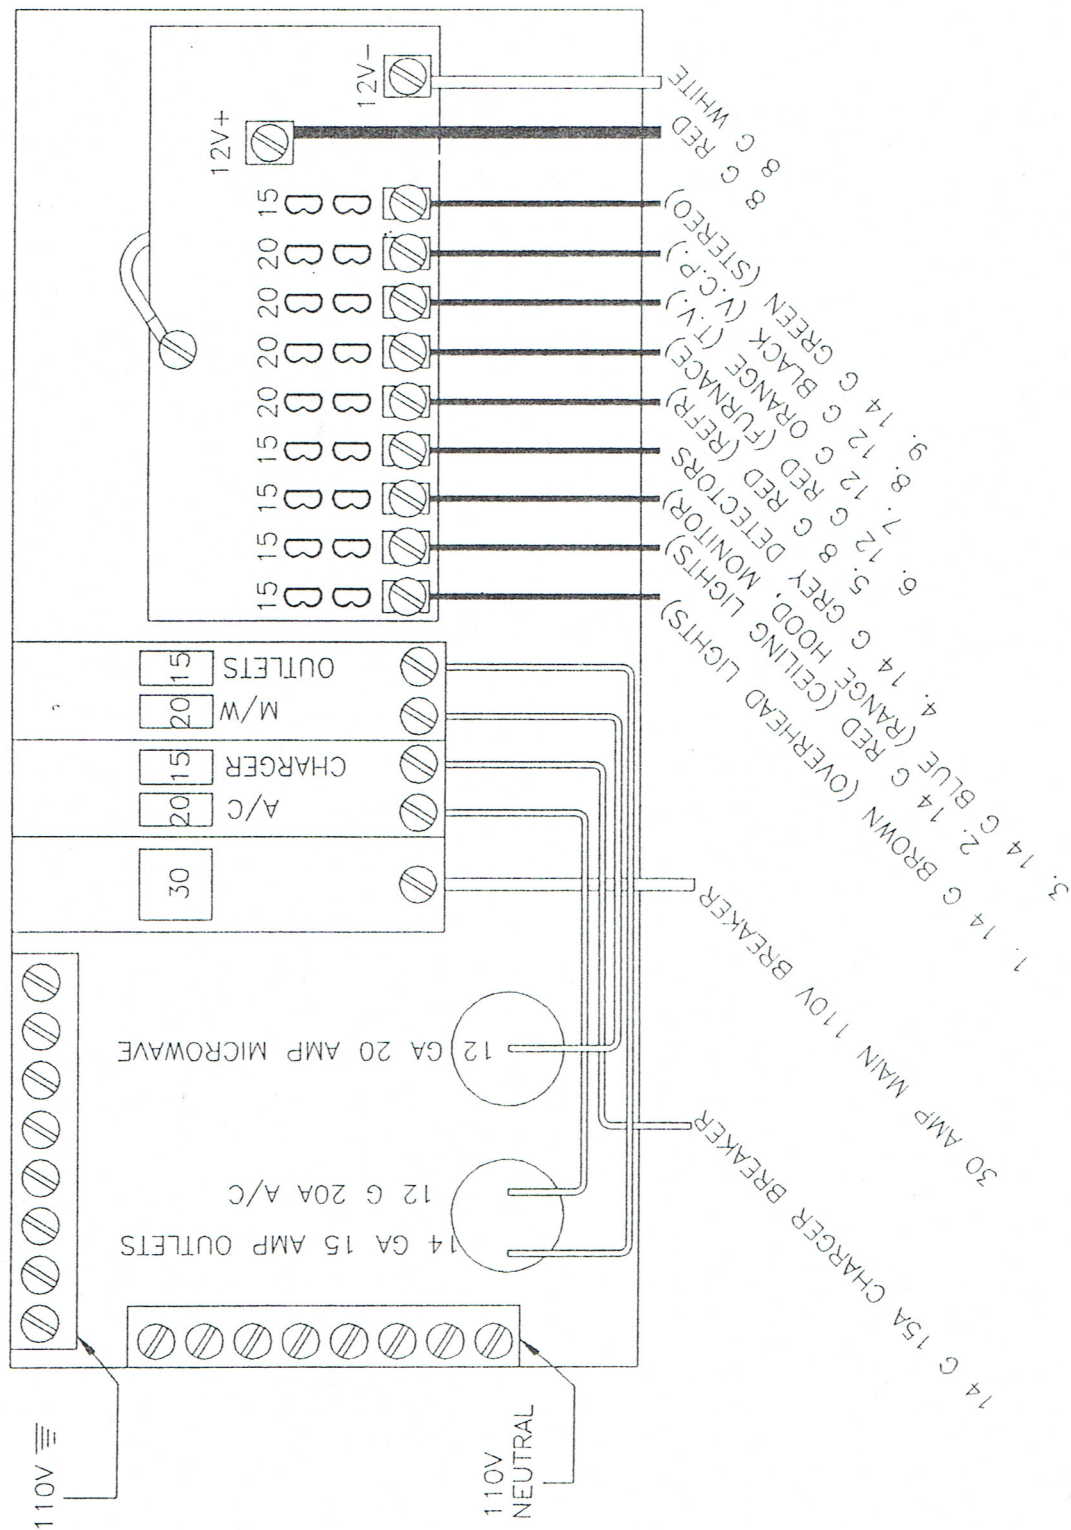 12V−
12V+
15
20
20
20
20
15
15
15
15
8 G WHITE
8 G RED
9. 14 G GREEN (STEREO)
8. 12 G BLACK (V.C.P.)
7. 12 G ORANGE (T.V.)
6. 12 G RED (FURNACE)
5. 8 G RED (REFR)
4. 14 G GREY DETECTORS
3. 14 G BLUE (RANGE HOOD, MONITOR)
2. 14 G RED (CEILING LIGHTS)
1. 14 G BROWN (OVERHEAD LIGHTS)
15 OUTLETS
20 M/W
15 CHARGER
20 A/C
30
30 AMP MAIN 110V BREAKER
12 GA 20 AMP MICROWAVE
14 G 15A CHARGER BREAKER
12 G 20A A/C
14 GA 15 AMP OUTLETS
110V
110V
NEUTRAL